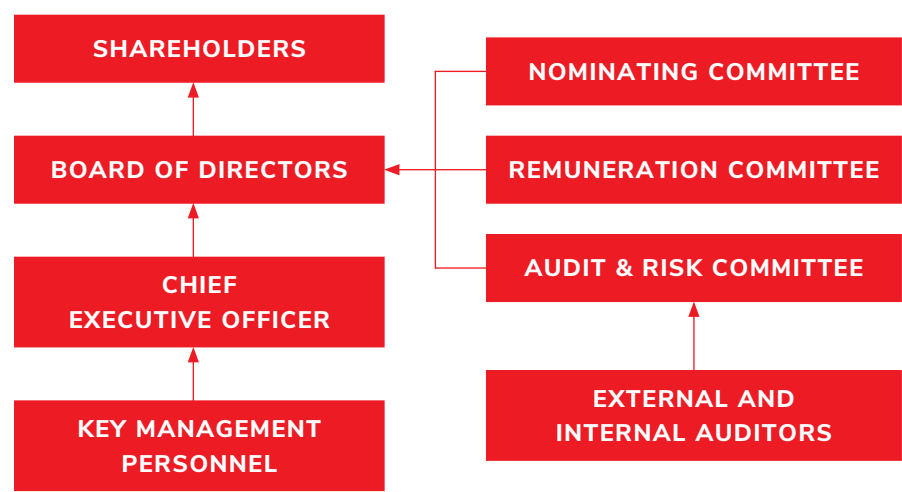 SHAREHOLDERS
BOARD OF DIRECTORS
CHIEF
EXECUTIVE OFFICER
KEY MANAGEMENT
PERSONNEL
NOMINATING COMMITTEE
REMUNERATION COMMITTEE
AUDIT & RISK COMMITTEE
EXTERNAL AND
INTERNAL AUDITORS